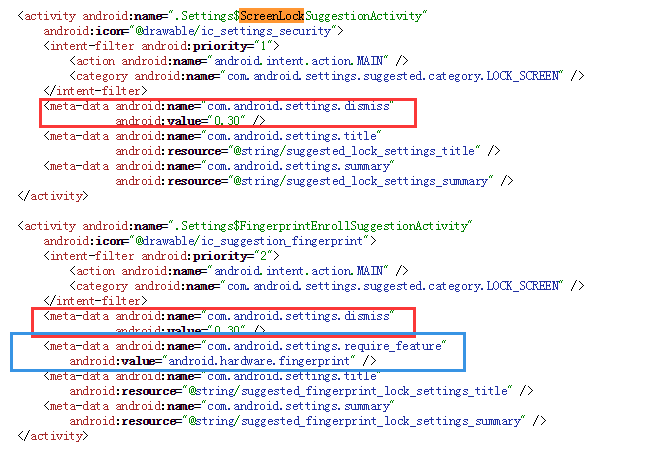 <activity android:name=".Settings$ScreenLockSuggestionActivity"
android:icon="@drawable/ic_settings_security">
<intent-filter android:priority="1">
<action android:name="android.intent.action.MAIN" />
<category android:name="com.android.settings.suggested.category.LOCK_SCREEN" />
</intent-filter>
<meta-data android:name="com.android.settings.dismiss"
android:value="0.30" />
<meta-data android:name="com.android.settings.title"
android:resource="@string/suggested_lock_settings_title" />
<meta-data android:name="com.android.settings.summary"
android:resource="@string/suggested_lock_settings_summary" />
</activity>
<activity android:name=".Settings$FingerprintEnrollSuggestionActivity"
android:icon="@drawable/ic_suggestion_fingerprint">
<intent-filter android:priority="2">
<action android:name="android.intent.action.MAIN" />
<category android:name="com.android.settings.suggested.category.LOCK_SCREEN" />
</intent-filter>
<meta-data android:name="com.android.settings.dismiss"
android:value="0.30" />
<meta-data android:name="com.android.settings.require_feature"
android:value="android.hardware.fingerprint" />
<meta-data android:name="com.android.settings.title"
android:resource="@string/suggested_fingerprint_lock_settings_title" />
<meta-data android:name="com.android.settings.summary"
android:resource="@string/suggested_fingerprint_lock_settings_summary" />
</activity>